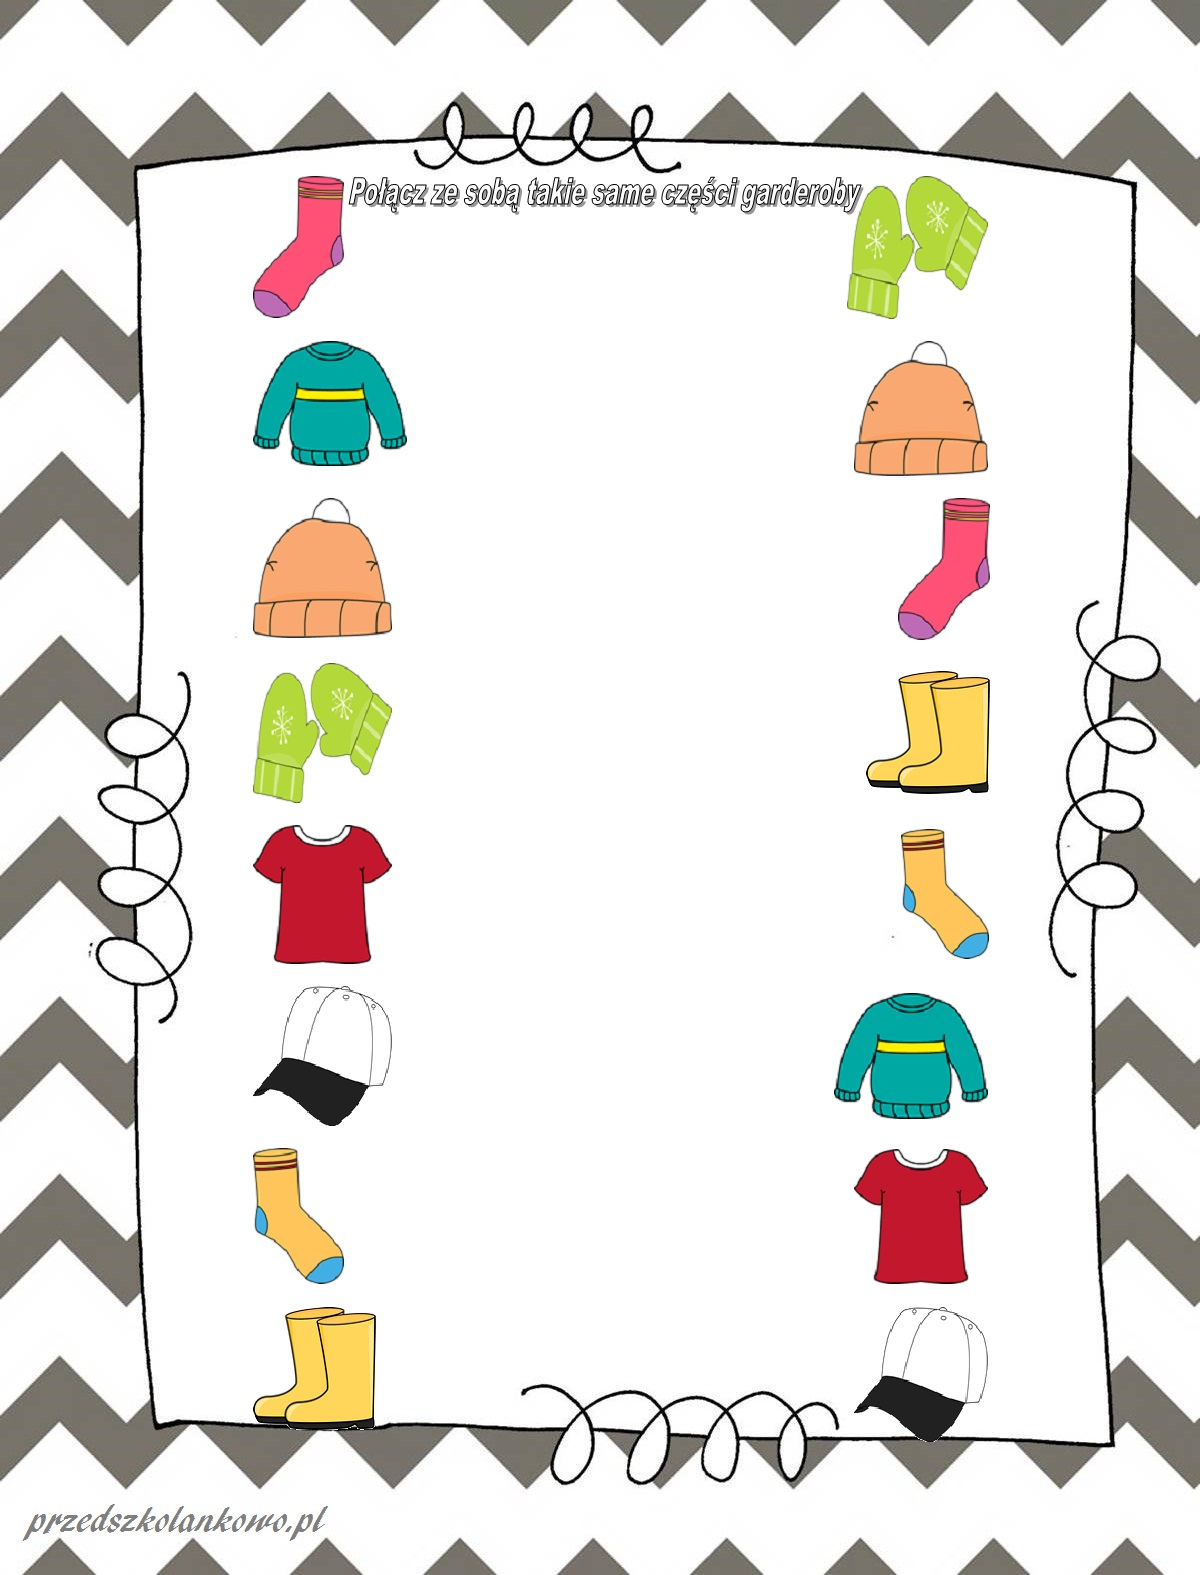 Połącz ze sobą takie same części garderoby
przedszkolankowo.pl